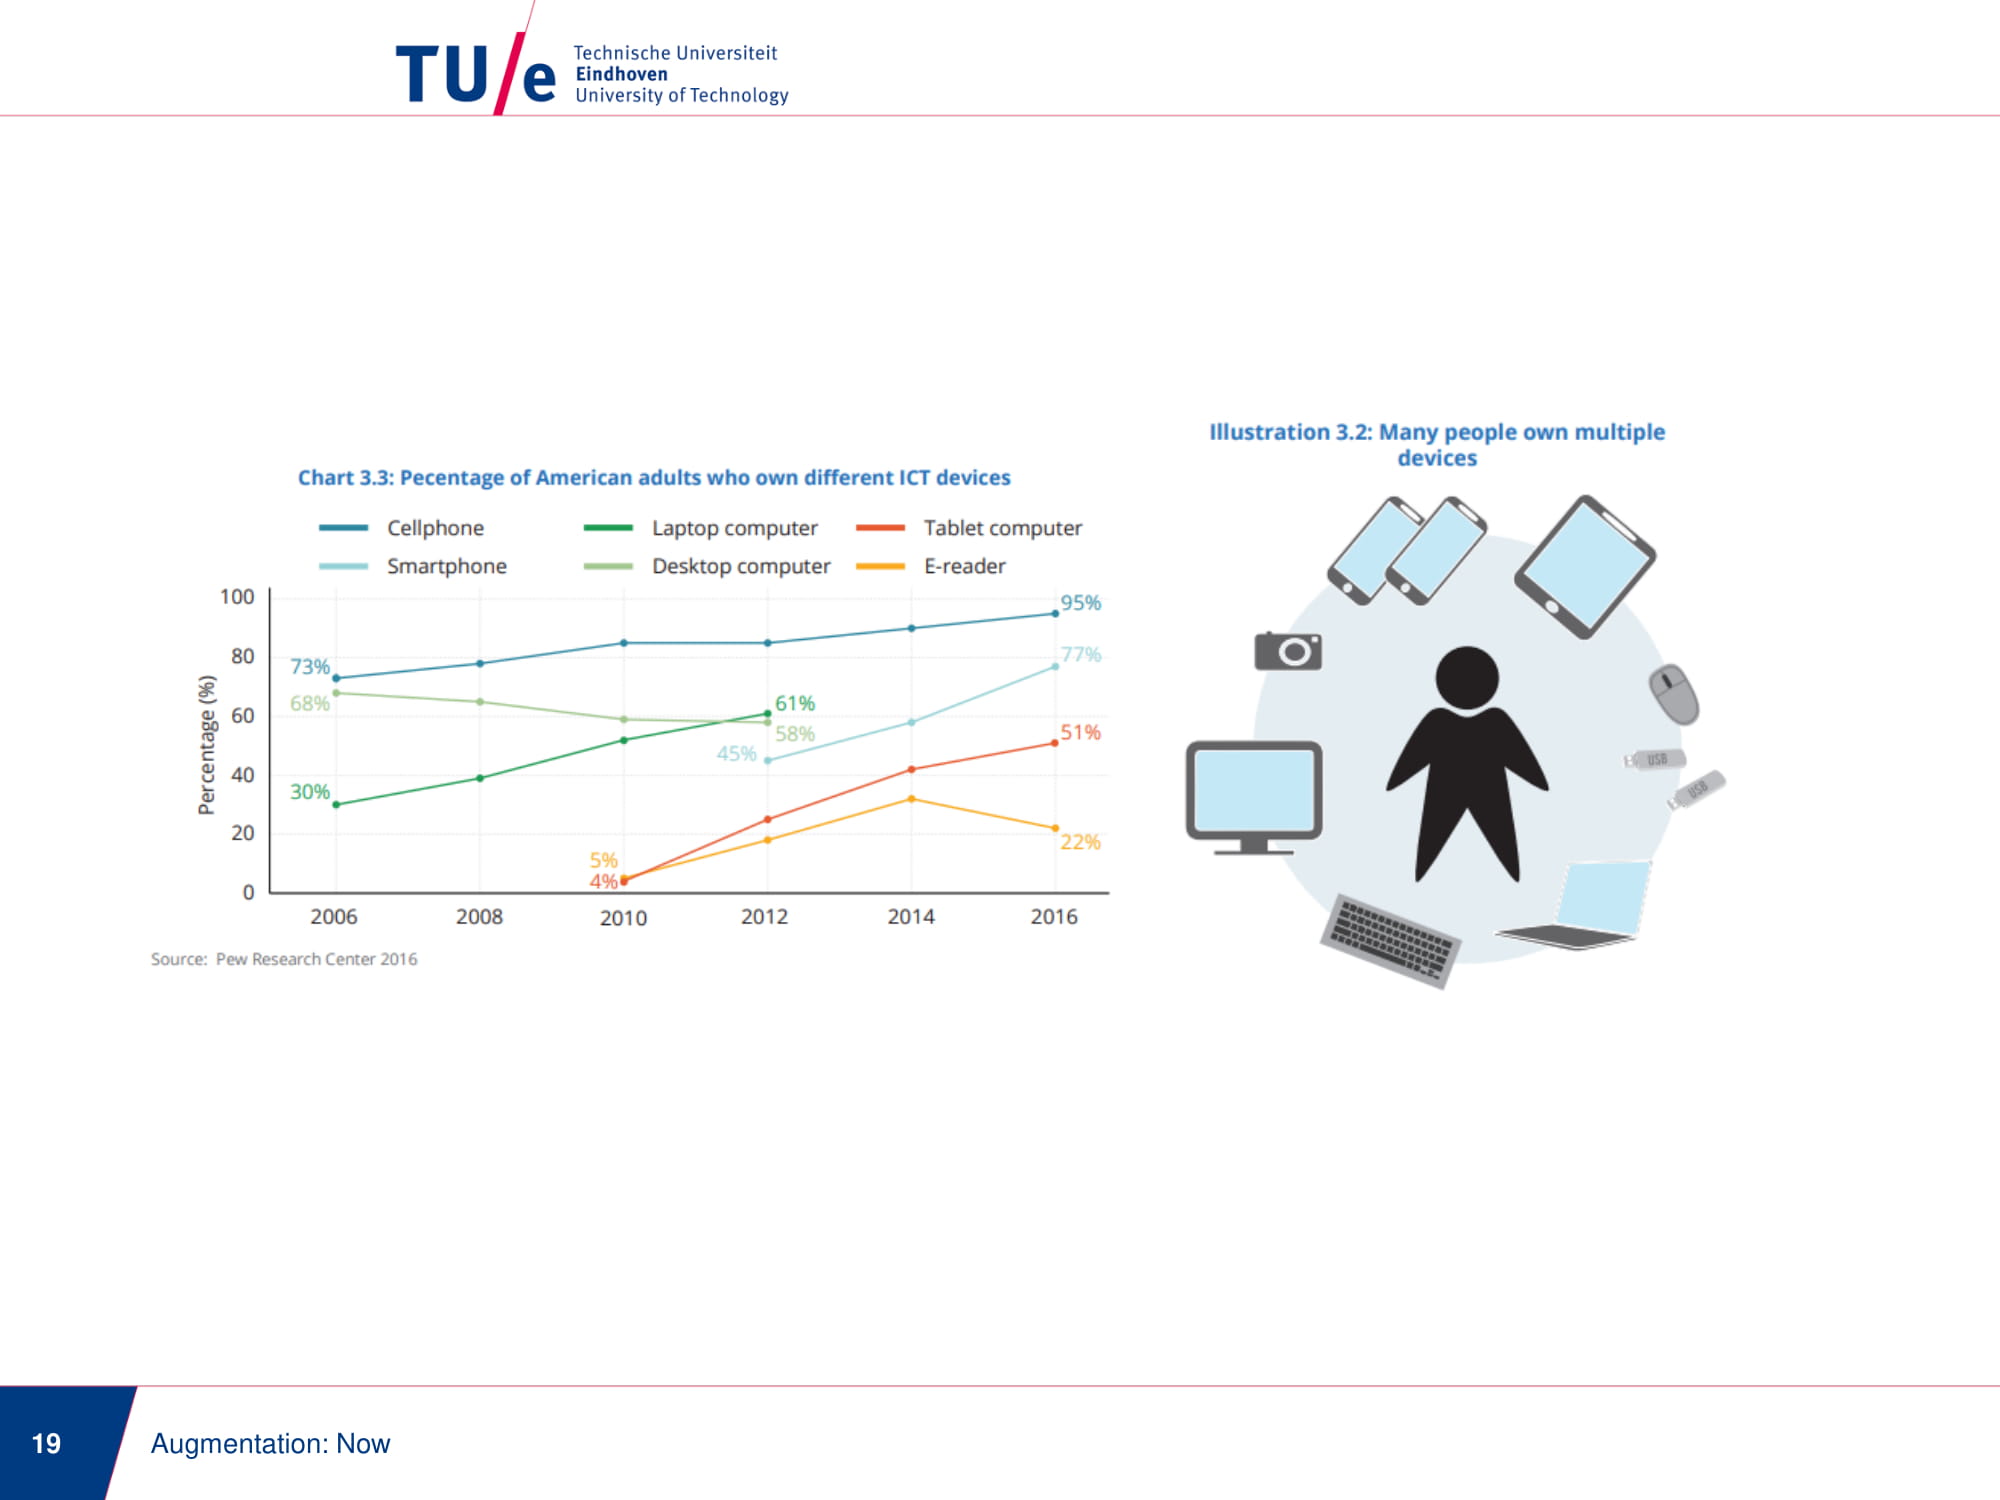 TU/e
Technische Universiteit
Eindhoven
University of Technology
Chart 3.3: Pecentage of American adults who own different ICT devices
Cellphone
Laptop computer
Tablet computer
Smartphone
Desktop computer
E-reader
Percentage (%)
100
80
60
40
20
0
73%
68%
30%
5%
4%
45%
61%
58%
95%
77%
51%
22%
2006 2008 2010 2012 2014 2016
Source: Pew Research Center 2016
Illustration 3.2: Many people own multiple
devices
USB
USB
19
Augmentation: Now